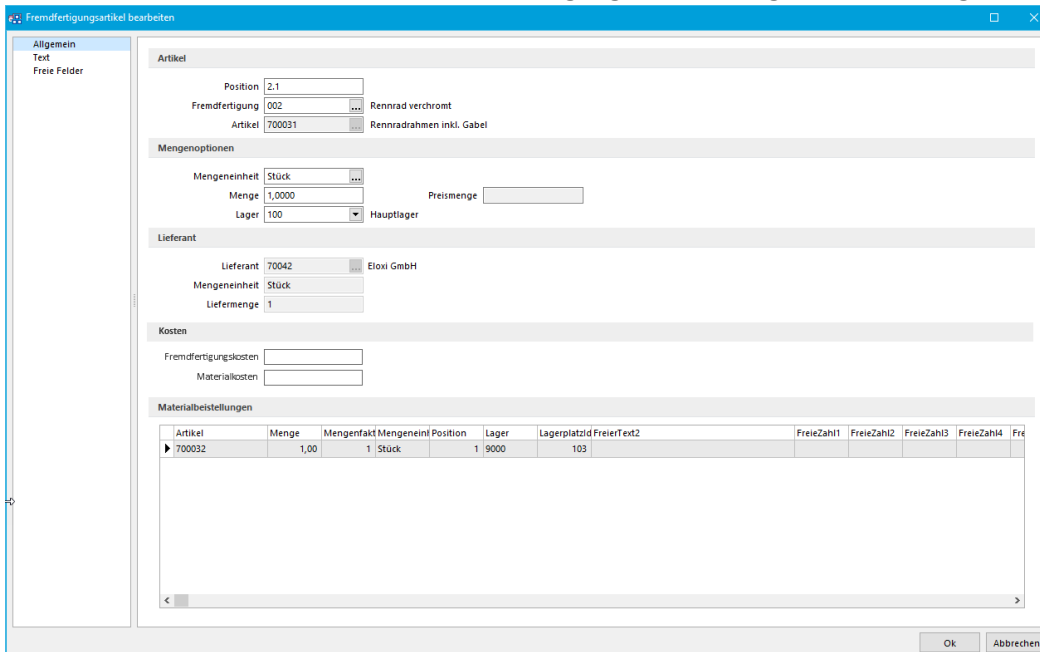 Fremdfertigungsartikel bearbeiten
Allgemein
Text
Freie Felder
Artikel
Position 2.1
Fremdfertigung 002 ... Rennrad verchromt
Artikel 700031 ... Rennradrahmen inkl. Gabel
Mengenoptionen
Mengeneinheit Stück ...
Menge 1,0000 Preismenge
Lager 100 Hauptlager
Lieferant
Lieferant 70042 ... Eloxi GmbH
Mengeneinheit Stück
Liefermenge 1
Kosten
Fremdfertigungskosten
Materialkosten
Materialbeistellungen
Artikel Menge Mengenfakt Mengeneinh Position Lager LagerplatzId FreierText2 FreieZahl1 FreieZahl2 FreieZahl3 FreieZahl4 Fre
700032 1,00 1 Stück 1 9000 103
Ok Abbrechen